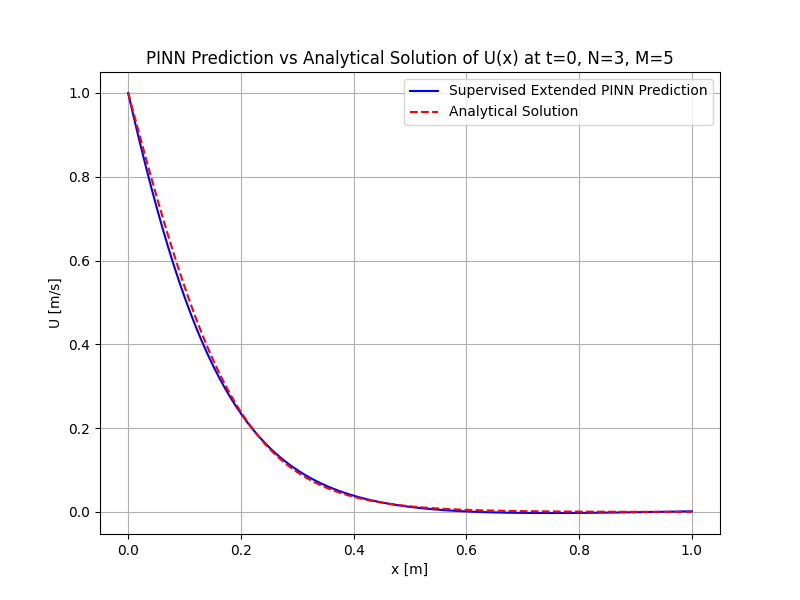 PINN Prediction vs Analytical Solution of U(x) at t=0, N=3, M=5
Supervised Extended PINN Prediction
Analytical Solution
1.0
0.8
0.6
0.4
0.2
0.0
U [m/s]
0.0 0.2 0.4 0.6 0.8 1.0
x [m]